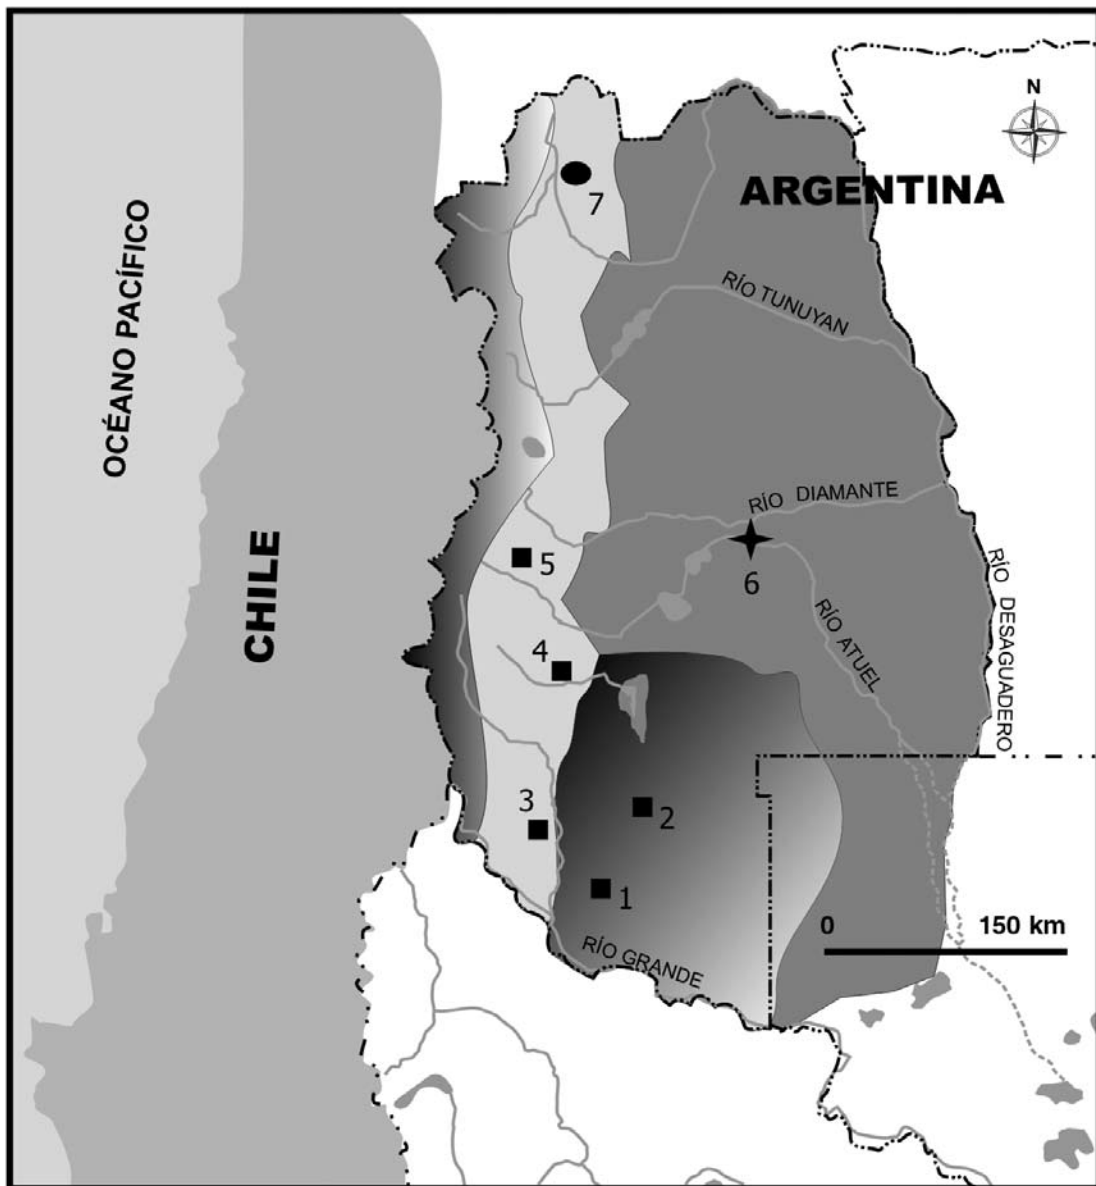 N
ARGENTINA
7
OCÉANO PACÍFICO
RÍO TUNUYAN
RÍO DIAMANTE
CHILE
5
6
RÍO DESAGUADERO
RÍO ATUEL
4
3
2
1
0 150 km
RÍO GRANDE